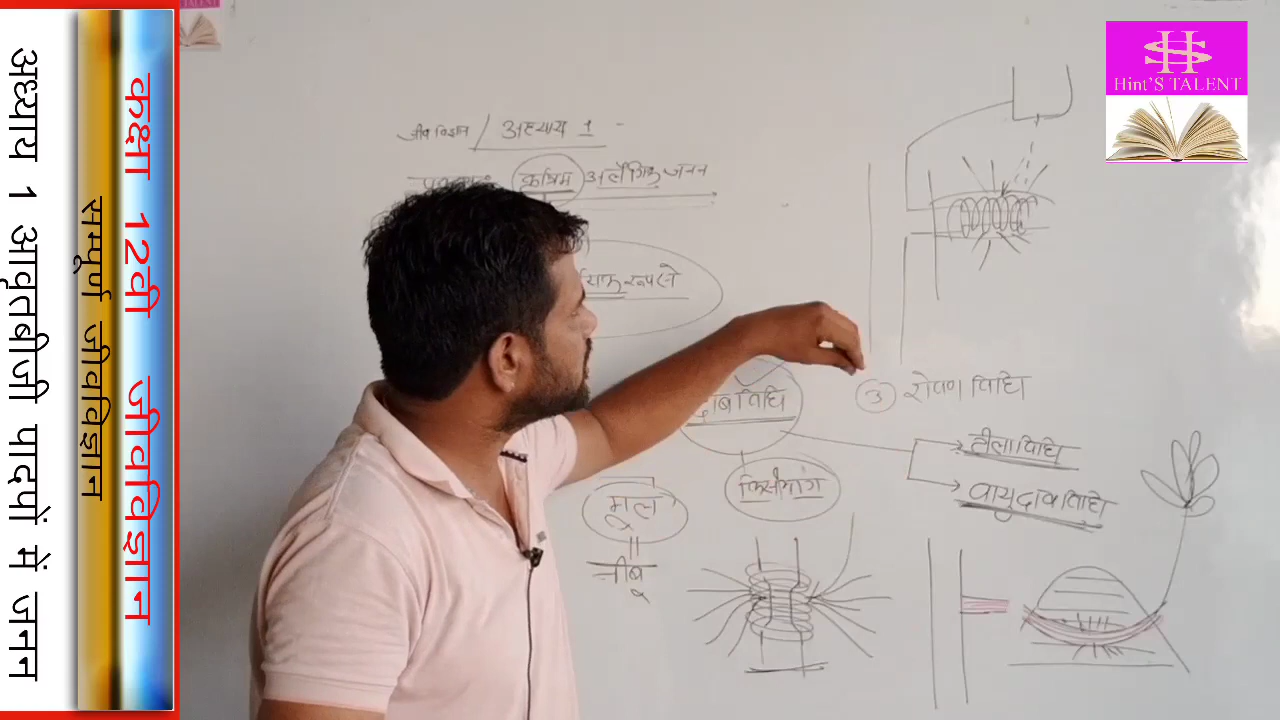 अध्याय 1 आवृतबीजी पादपों में जनन
सम्पूर्ण जीवविज्ञान
कक्षा 12वी जीवविज्ञान
Hint'S TALENT
जीव विज्ञान / अध्याय 1
कृत्रिम अलैंगिक जनन
रूप से
दाब विधि
3 रोपण विधि
टीला विधि
वायुदाब विधि
मूल
नीबू